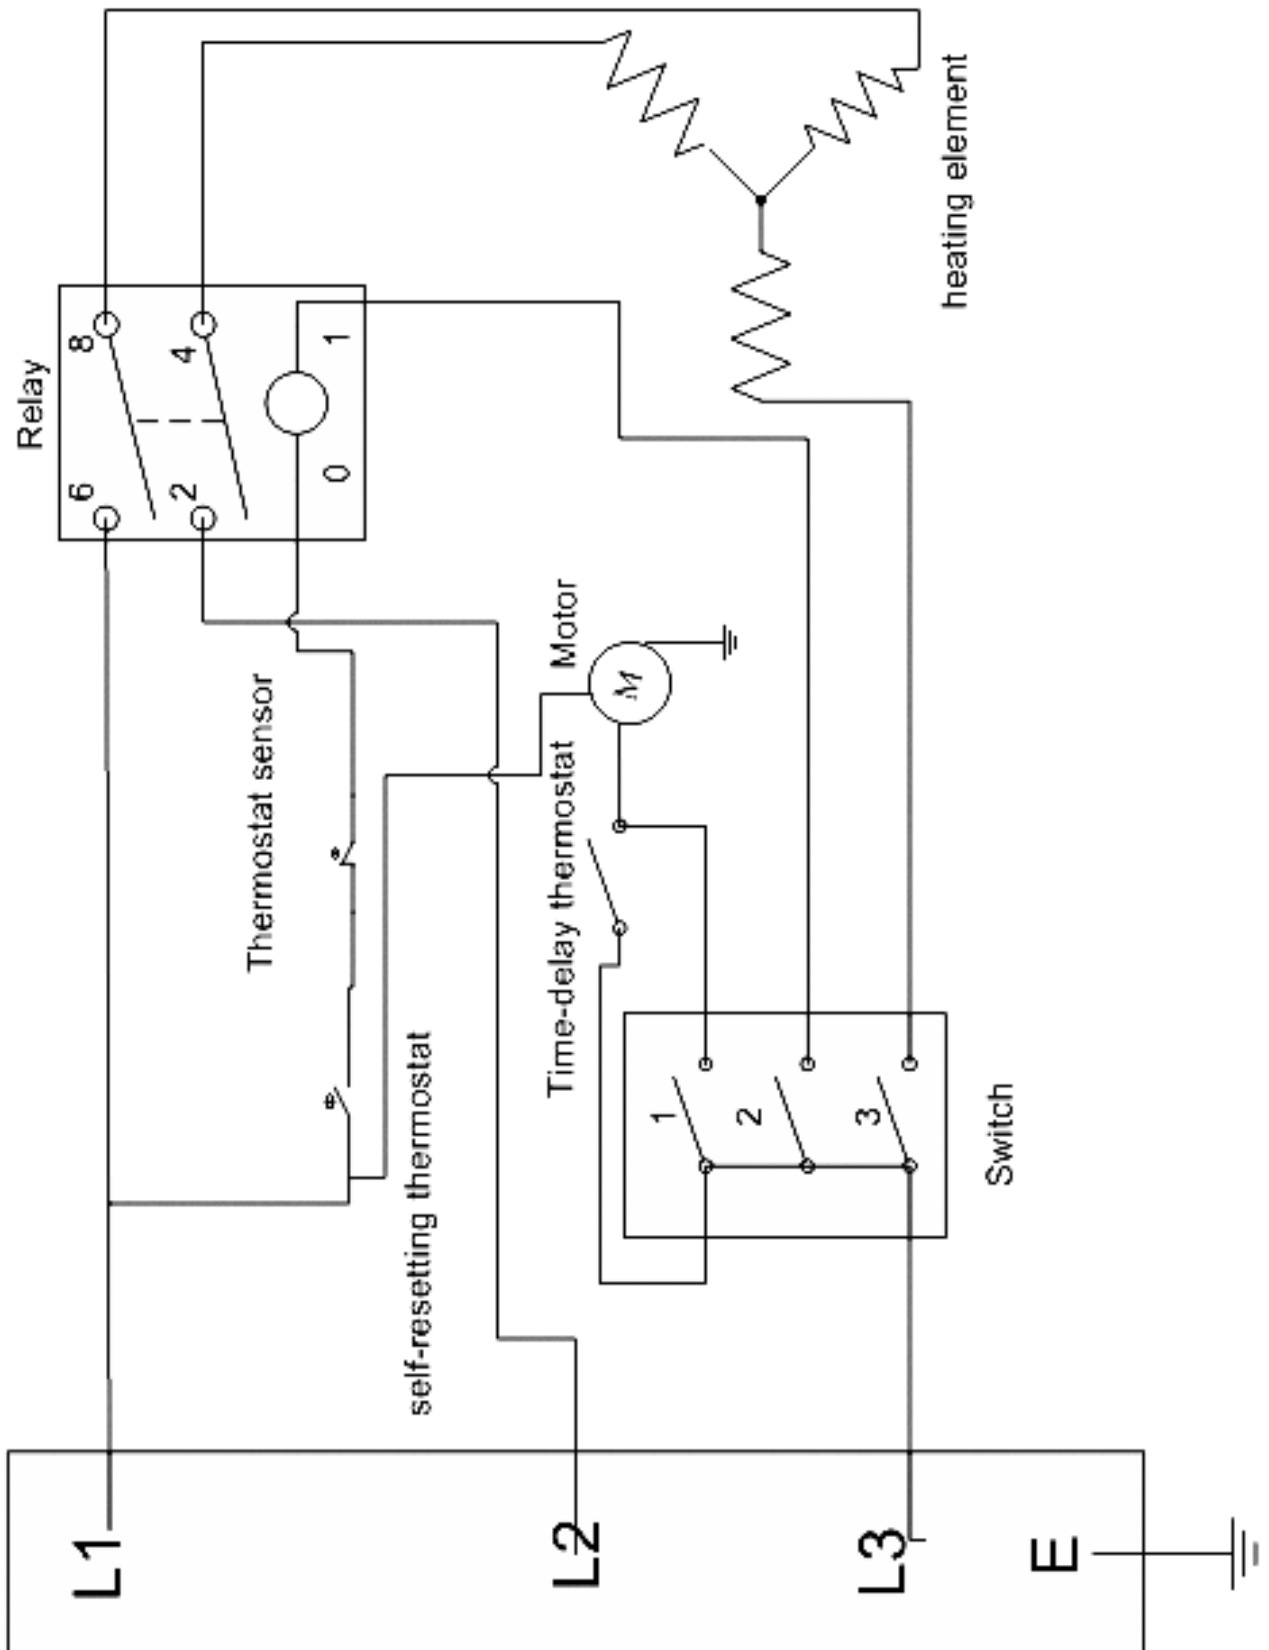 L1
L2
L3
E
Relay
6
8
2
4
0
1
Thermostat sensor
self-resetting thermostat
Motor
M
Time-delay thermostat
1
2
3
Switch
heating element